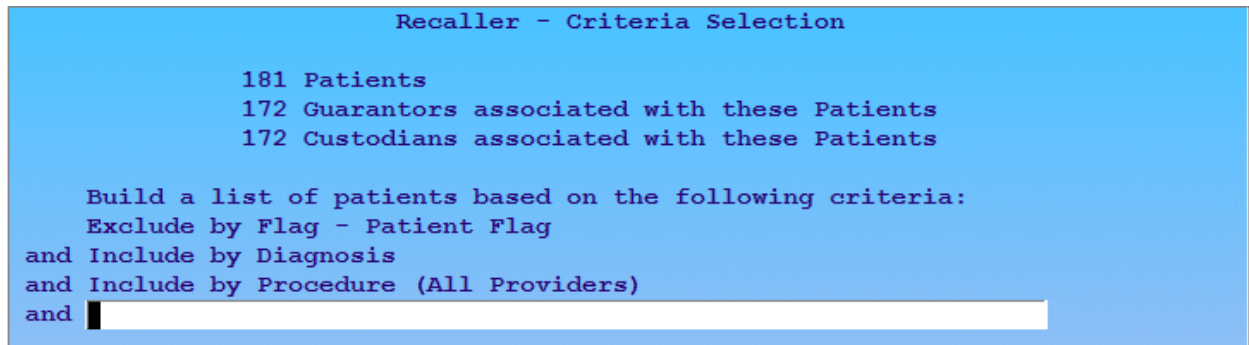 Recaller - Criteria Selection
181 Patients
172 Guarantors associated with these Patients
172 Custodians associated with these Patients
Build a list of patients based on the following criteria:
Exclude by Flag - Patient Flag
and Include by Diagnosis
and Include by Procedure (All Providers)
and